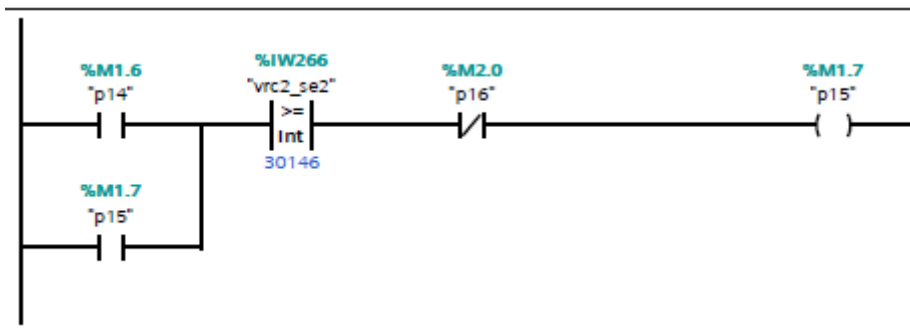 %M1.6
"p14"
%IW266
"vrc2_se2"
>=
Int
30146
%M2.0
"p16"
%M1.7
"p15"
%M1.7
"p15"